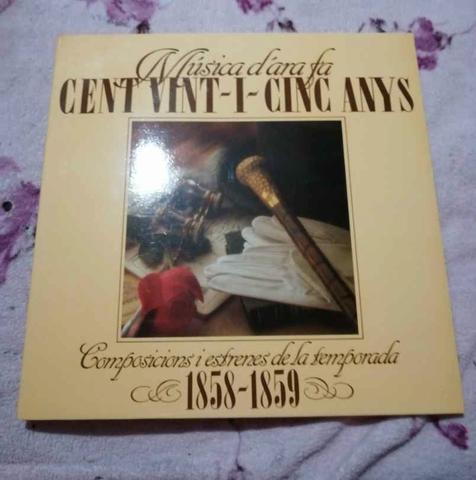 Música d'ara fa
CENT VINT-I-CINC ANYS
Composicions i estrenes de la temporada
1858-1859